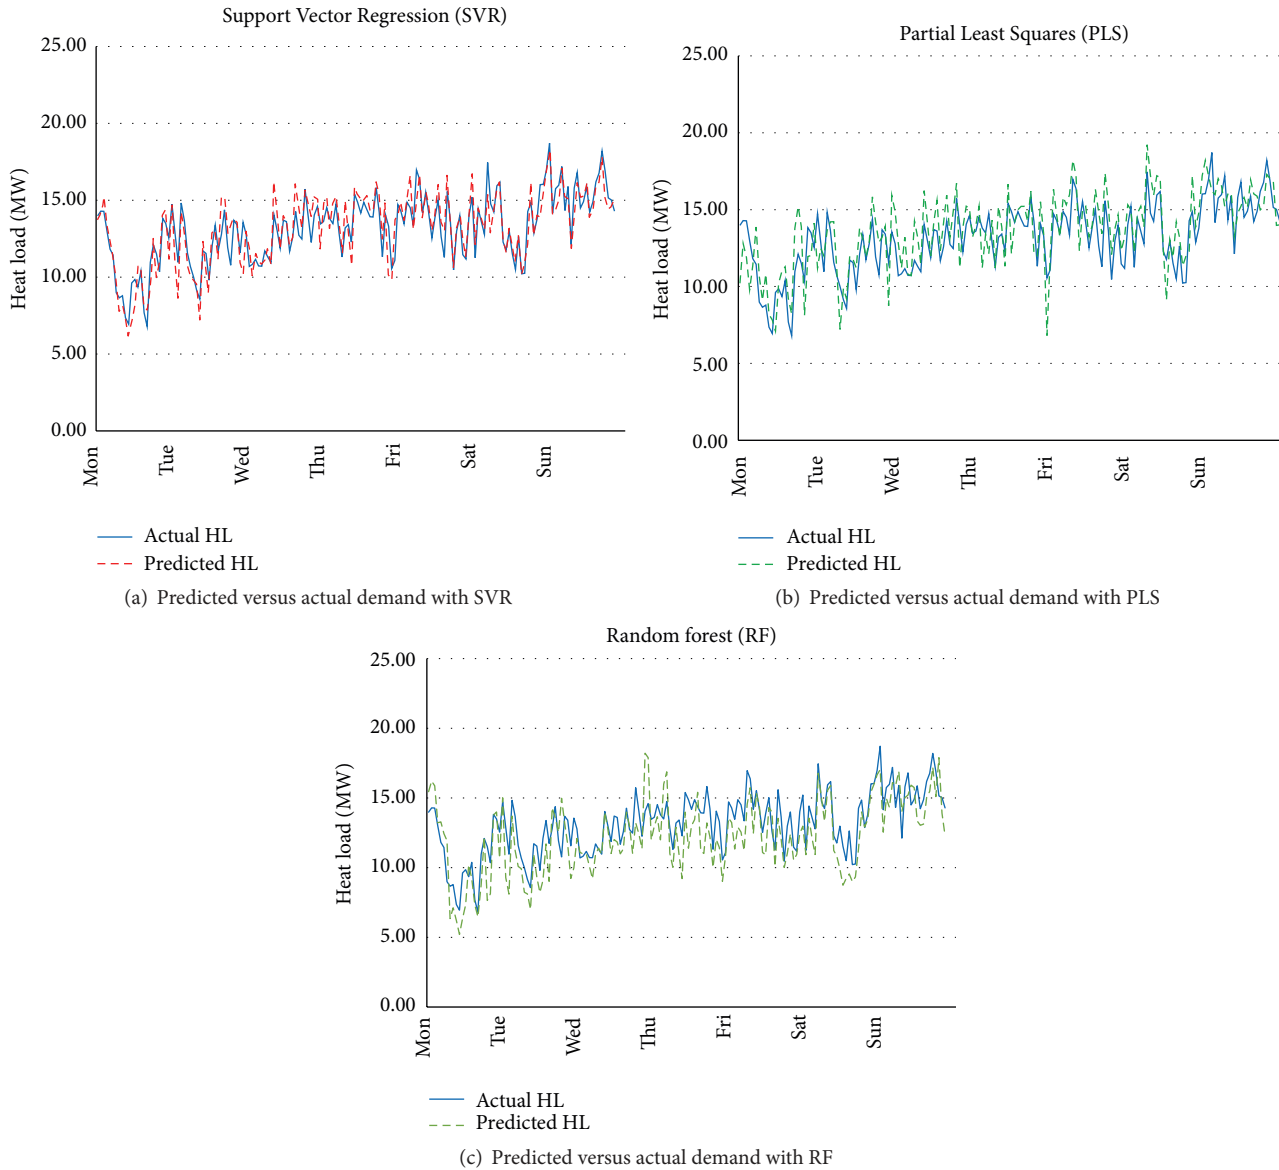 Support Vector Regression (SVR)
25.00
20.00
15.00
10.00
5.00
0.00
Heat load (MW)
Mon
Tue
Wed
Thu
Fri
Sat
Sun
Actual HL
Predicted HL
(a) Predicted versus actual demand with SVR
Partial Least Squares (PLS)
25.00
20.00
15.00
10.00
5.00
0.00
Heat load (MW)
Mon
Tue
Wed
Thu
Fri
Sat
Sun
Actual HL
Predicted HL
(b) Predicted versus actual demand with PLS
Random forest (RF)
25.00
20.00
15.00
10.00
5.00
0.00
Heat load (MW)
Mon
Tue
Wed
Thu
Fri
Sat
Sun
Actual HL
Predicted HL
(c) Predicted versus actual demand with RF